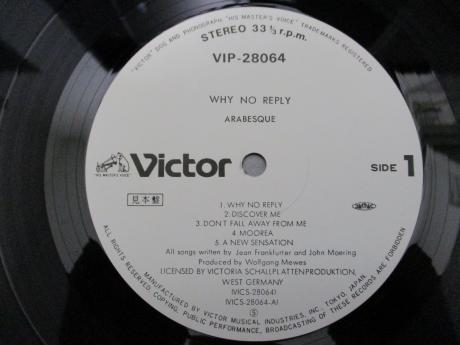 "VICTOR" DOG AND PHONOGRAPH "HIS MASTER'S VOICE" TRADEMARKS REGISTERED
STEREO 33⅓ r.p.m.
VIP-28064
WHY NO REPLY
ARABESQUE
"HIS MASTER'S VOICE"
Victor
SIDE 1
見本盤
1. WHY NO REPLY
2. DISCOVER ME
3. DON'T FALL AWAY FROM ME
4. MOOREA
5. A NEW SENSATION
All songs written by Jean Frankfurter and John Moering
Produced by Wolfgang Mewes
LICENSED BY VICTORIA SCHALLPLATTENPRODUKTION,
WEST GERMANY
(VICS-28064)
(VICS-28064-A)
Ⓢ
MANUFACTURED BY VICTOR MUSICAL INDUSTRIES, INC. TOKYO, JAPAN
ALL RIGHTS RESERVED. COPYING, PUBLIC PERFORMANCE, BROADCASTING OF THESE RECORDS ARE FORBIDDEN